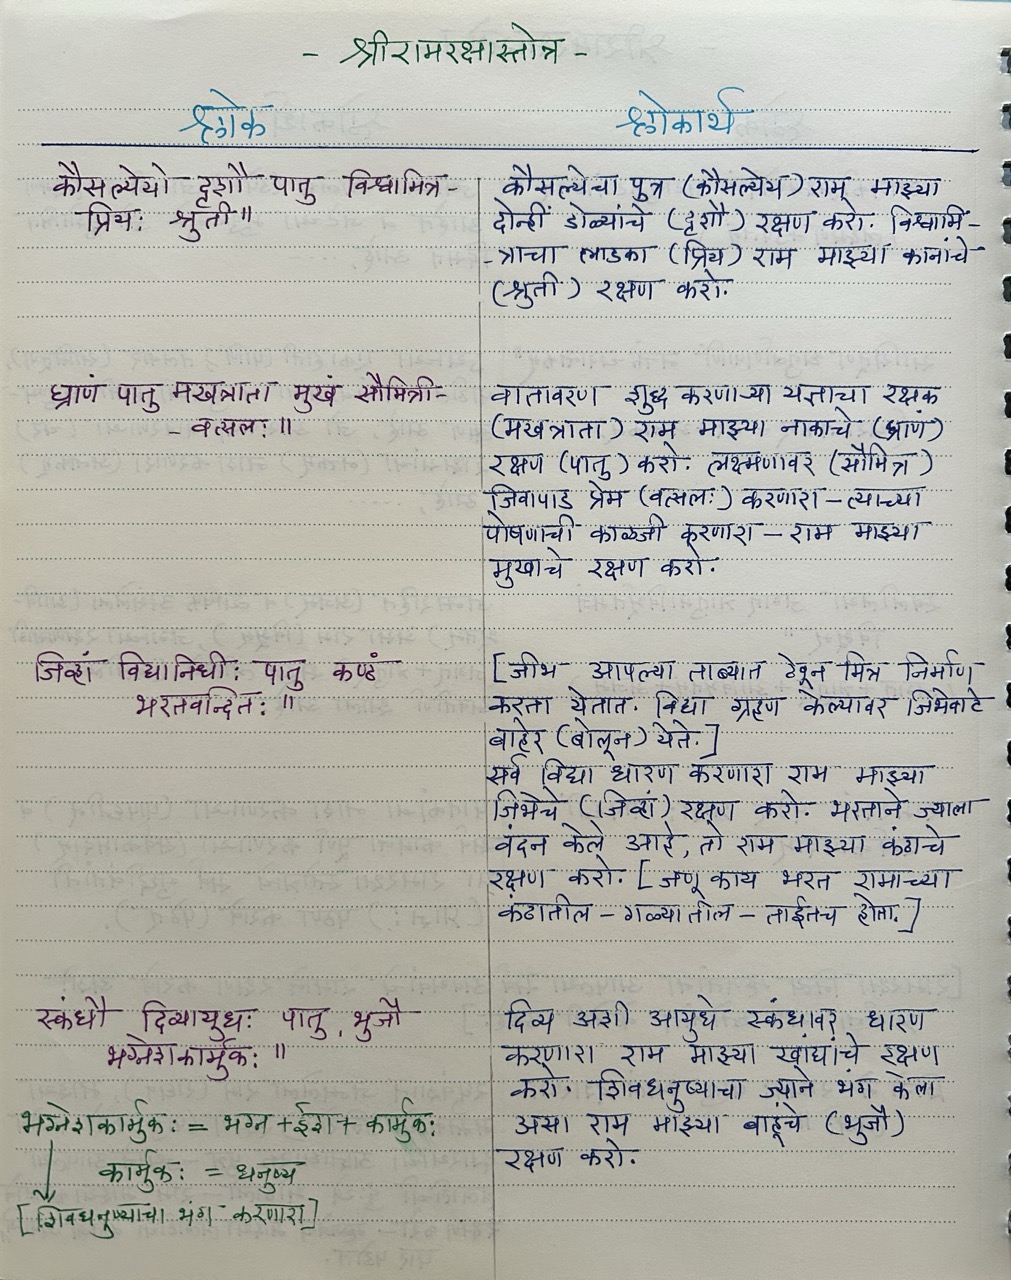 - श्रीरामरक्षास्तोत्र -
श्लोक
श्लोकार्थ
कौसल्येयो दृशौ पातु विश्वामित्र-
प्रियः श्रुती॥
कौसल्येचा पुत्र (कौसल्येय) राम माझ्या
दोन्हीं डोळ्यांचे (दृशौ) रक्षण करो. विश्वामि-
-त्राचा लाडका (प्रिय) राम माझ्या कानांचे
(श्रुती) रक्षण करो.
घ्राणं पातु मखत्राता मुखं सौमित्री-
- वत्सलः॥
वातावरण शुद्ध करणाऱ्या यज्ञाचा रक्षक
(मखत्राता) राम माझ्या नाकाचे (घ्राणं)
रक्षण (पातु) करो. लक्ष्मणावर (सौमित्र)
जिवापाड प्रेम (वत्सलः) करणारा - त्याच्या
पोषणाची काळजी करणारा - राम माझ्या
मुखाचे रक्षण करो.
जिव्हां विद्यानिधीः पातु कण्ठं
भरतवन्दितः॥
[जीभ आपल्या ताब्यात ठेवून मित्र निर्माण
करता येतात. विद्या ग्रहण केल्यावर जिभेवाटे
बाहेर (बोलून) येते.]
सर्व विद्या धारण करणारा राम माझ्या
जिभेचे (जिव्हां) रक्षण करो. भरताने ज्याला
वंदन केले आहे, तो राम माझ्या कंठाचे
रक्षण करो. [जणू काय भरत रामाच्या
कंठातील - गळ्यातील - ताईतच होता.]
स्कंधौ दिव्यायुधः पातु, भुजौ
भग्नेशकार्मुकः॥
भग्नेशकार्मुकः = भग्न + ईश + कार्मुकः
कार्मुकः = धनुष्य
[शिवधनुष्याचा भंग करणारा]
दिव्य अशी आयुधे स्कंधावर धारण
करणारा राम माझ्या खांद्यांचे रक्षण
करो. शिवधनुष्याचा ज्याने भंग केला
असा राम माझ्या बाहूंचे (भुजौ)
रक्षण करो.